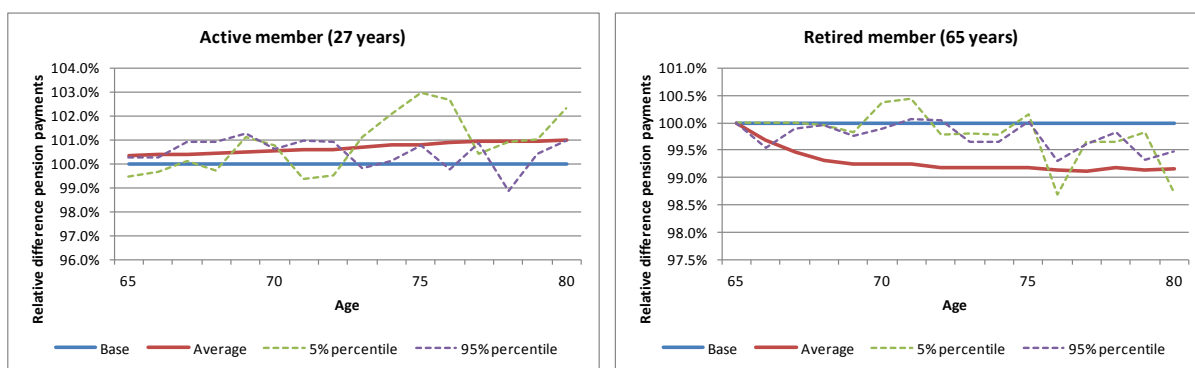 Active member (27 years)
Relative difference pension payments
104.0%
103.0%
102.0%
101.0%
100.0%
99.0%
98.0%
97.0%
96.0%
65 70 75 80
Age
Base Average 5% percentile 95% percentile
Retired member (65 years)
Relative difference pension payments
101.0%
100.5%
100.0%
99.5%
99.0%
98.5%
98.0%
97.5%
65 70 75 80
Age
Base Average 5% percentile 95% percentile